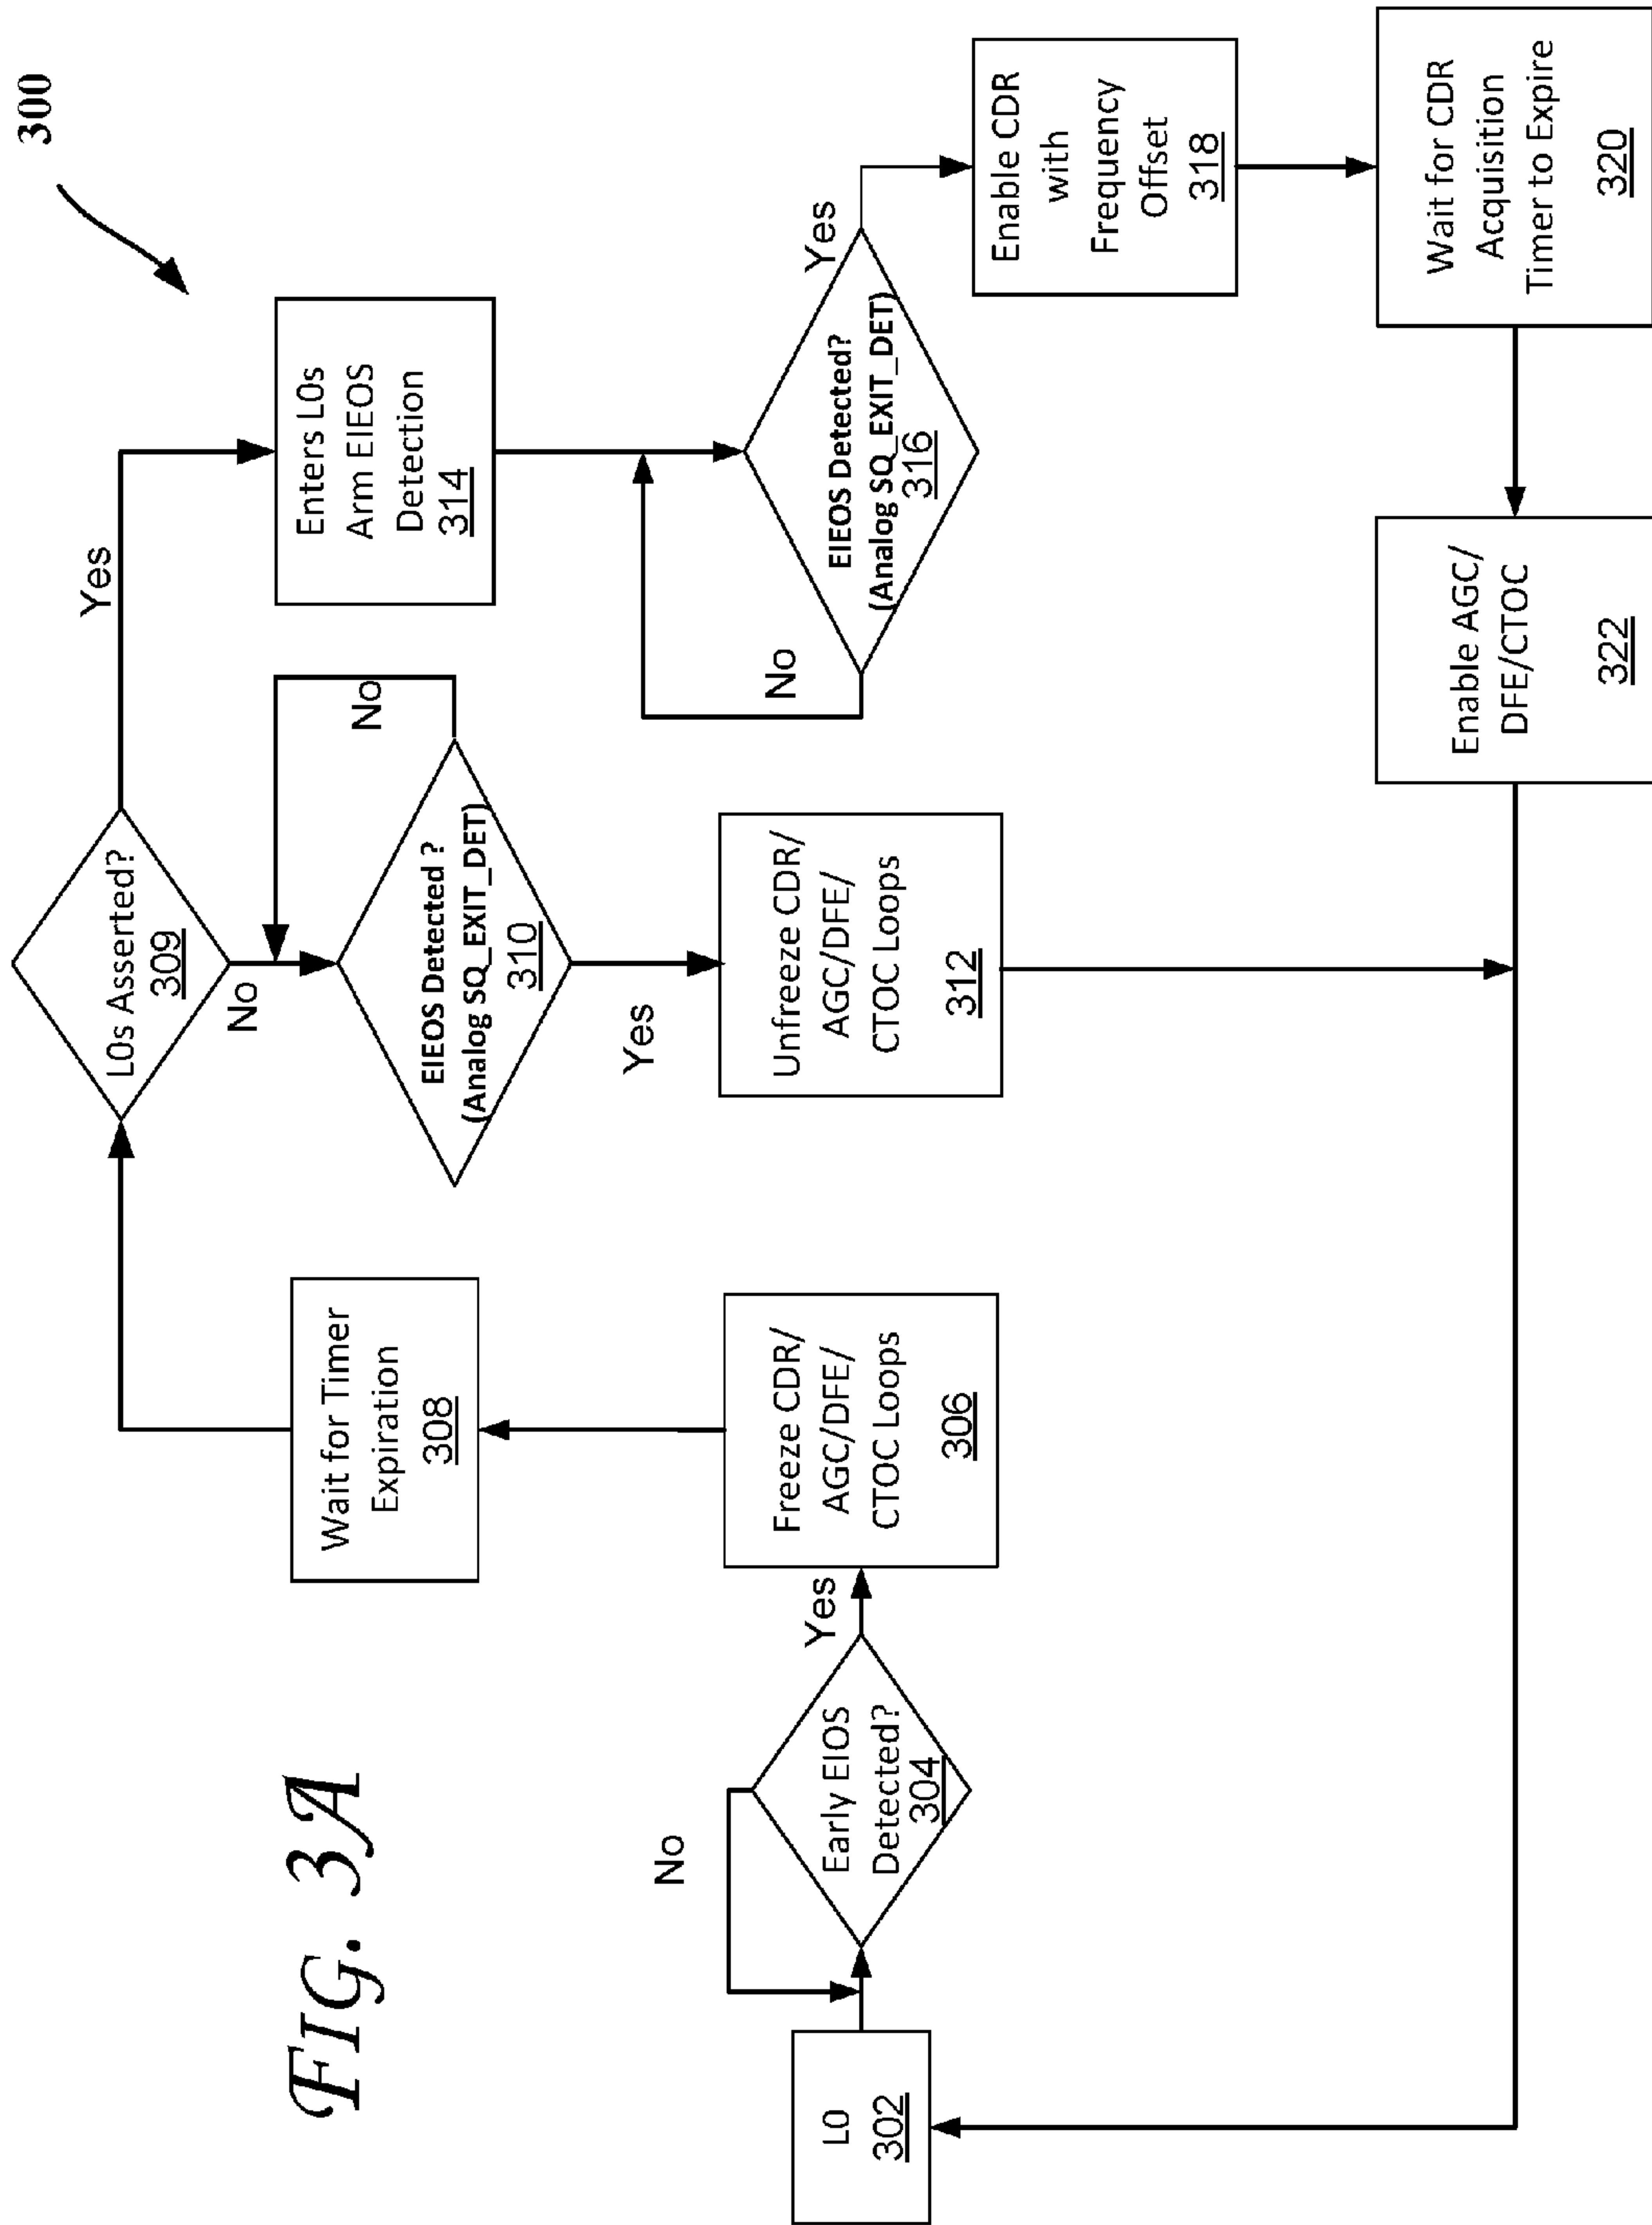 300
FIG. 3A
L0
302
No
Early EIOS
Detected?
304
Yes
Freeze CDR/
AGC/DFE/
CTOC Loops
306
Wait for Timer
Expiration
308
L0s Asserted?
309
No
Yes
EIEOS Detected ?
(Analog SQ_EXIT_DET)
310
No
Yes
Unfreeze CDR/
AGC/DFE/
CTOC Loops
312
Enters L0s
Arm EIEOS
Detection
314
EIEOS Detected?
(Analog SQ_EXIT_DET)
316
No
Yes
Enable CDR
with
Frequency
Offset
318
Wait for CDR
Acquisition
Timer to Expire
320
Enable AGC/
DFE/CTOC
322